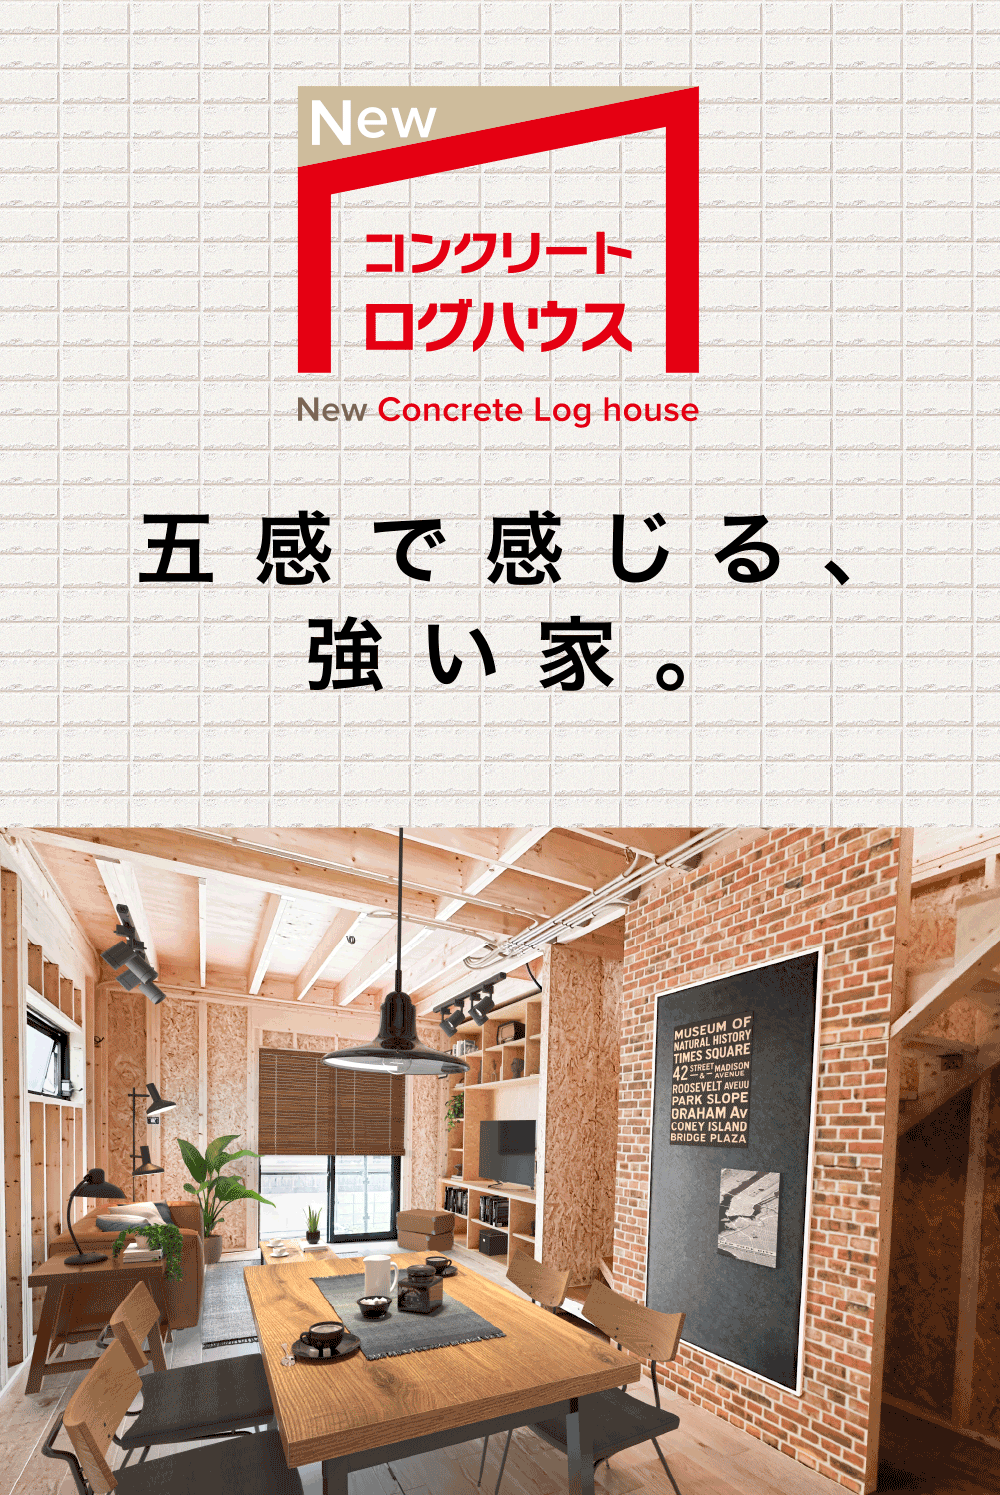 New
コンクリート
ログハウス
New Concrete Log house
五感で感じる、
強い家。
MUSEUM OF
NATURAL HISTORY
TIMES SQUARE
42 STREET & MADISON AVENUE
ROOSEVELT AVEUU
PARK SLOPE
GRAHAM Av
CONEY ISLAND
BRIDGE PLAZA